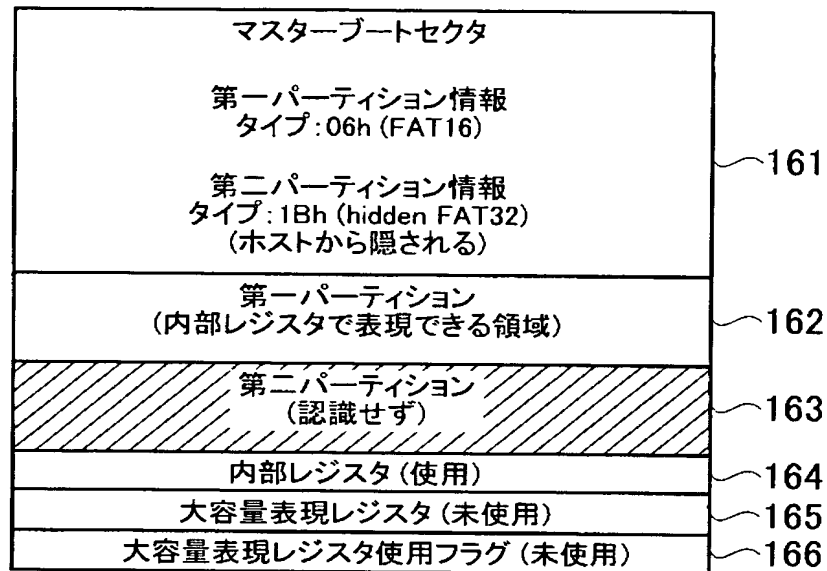 マスターブートセクタ
第一パーティション情報
タイプ:06h (FAT16)
第二パーティション情報
タイプ:1Bh (hidden FAT32)
(ホストから隠される)
161
第一パーティション
(内部レジスタで表現できる領域)
162
第二パーティション
(認識せず)
163
内部レジスタ(使用)
164
大容量表現レジスタ(未使用)
165
大容量表現レジスタ使用フラグ(未使用)
166